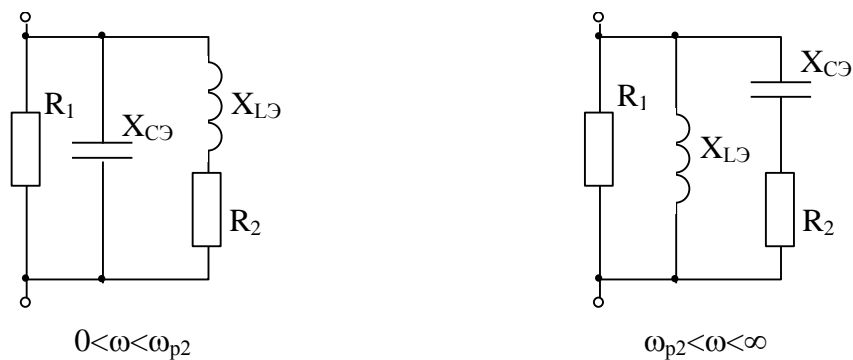 R₁
X_CЭ
X_LЭ
R₂
0<ω<ω_p2
R₁
X_LЭ
X_CЭ
R₂
ω_p2<ω<∞